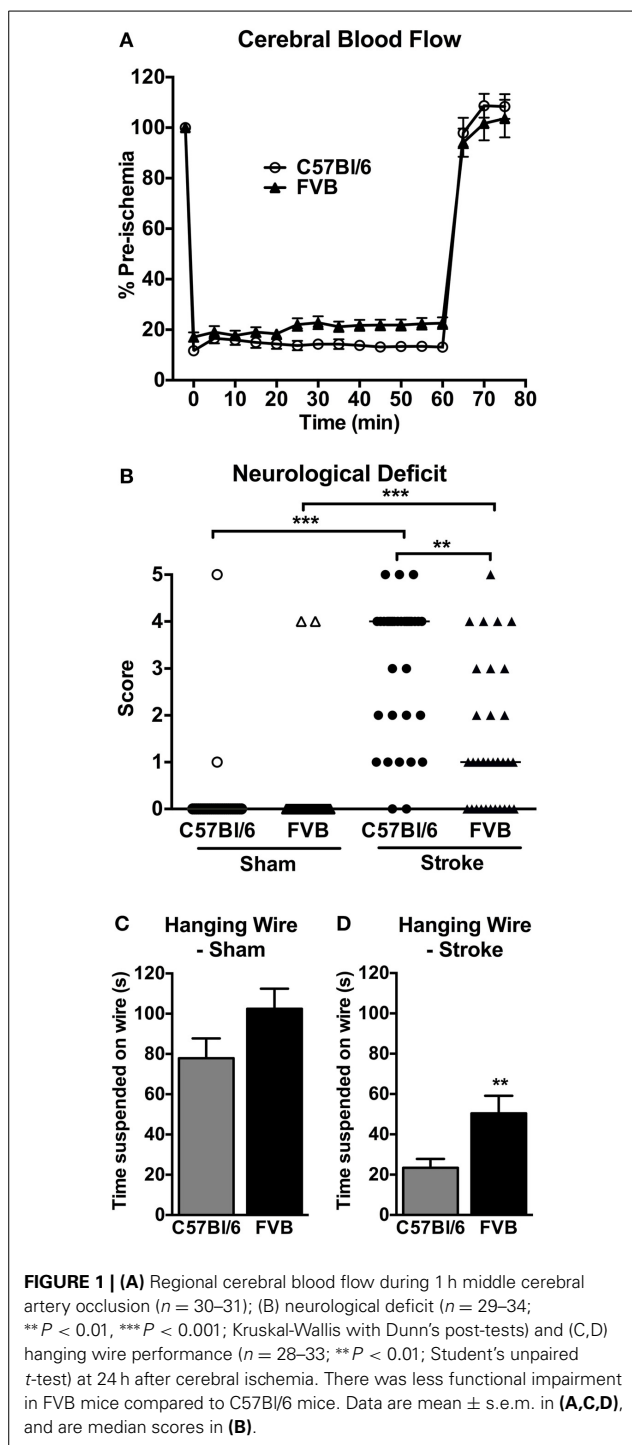 A Cerebral Blood Flow
120
100
80
60
40
20
0
% Pre-ischemia
C57Bl/6
FVB
0 10 20 30 40 50 60 70 80
Time (min)
B Neurological Deficit
***
***
**
5
4
3
2
1
0
Score
C57Bl/6 FVB C57Bl/6 FVB
Sham Stroke
C Hanging Wire
- Sham
120
100
80
60
40
20
0
Time suspended on wire (s)
C57Bl/6 FVB
D Hanging Wire
- Stroke
120
100
80
60
40
20
0
Time suspended on wire (s)
**
C57Bl/6 FVB
FIGURE 1 | (A) Regional cerebral blood flow during 1 h middle cerebral
artery occlusion (n = 30–31); (B) neurological deficit (n = 29–34;
**P < 0.01, ***P < 0.001; Kruskal-Wallis with Dunn's post-tests) and (C,D)
hanging wire performance (n = 28–33; **P < 0.01; Student's unpaired
t-test) at 24 h after cerebral ischemia. There was less functional impairment
in FVB mice compared to C57Bl/6 mice. Data are mean ± s.e.m. in (A,C,D),
and are median scores in (B).